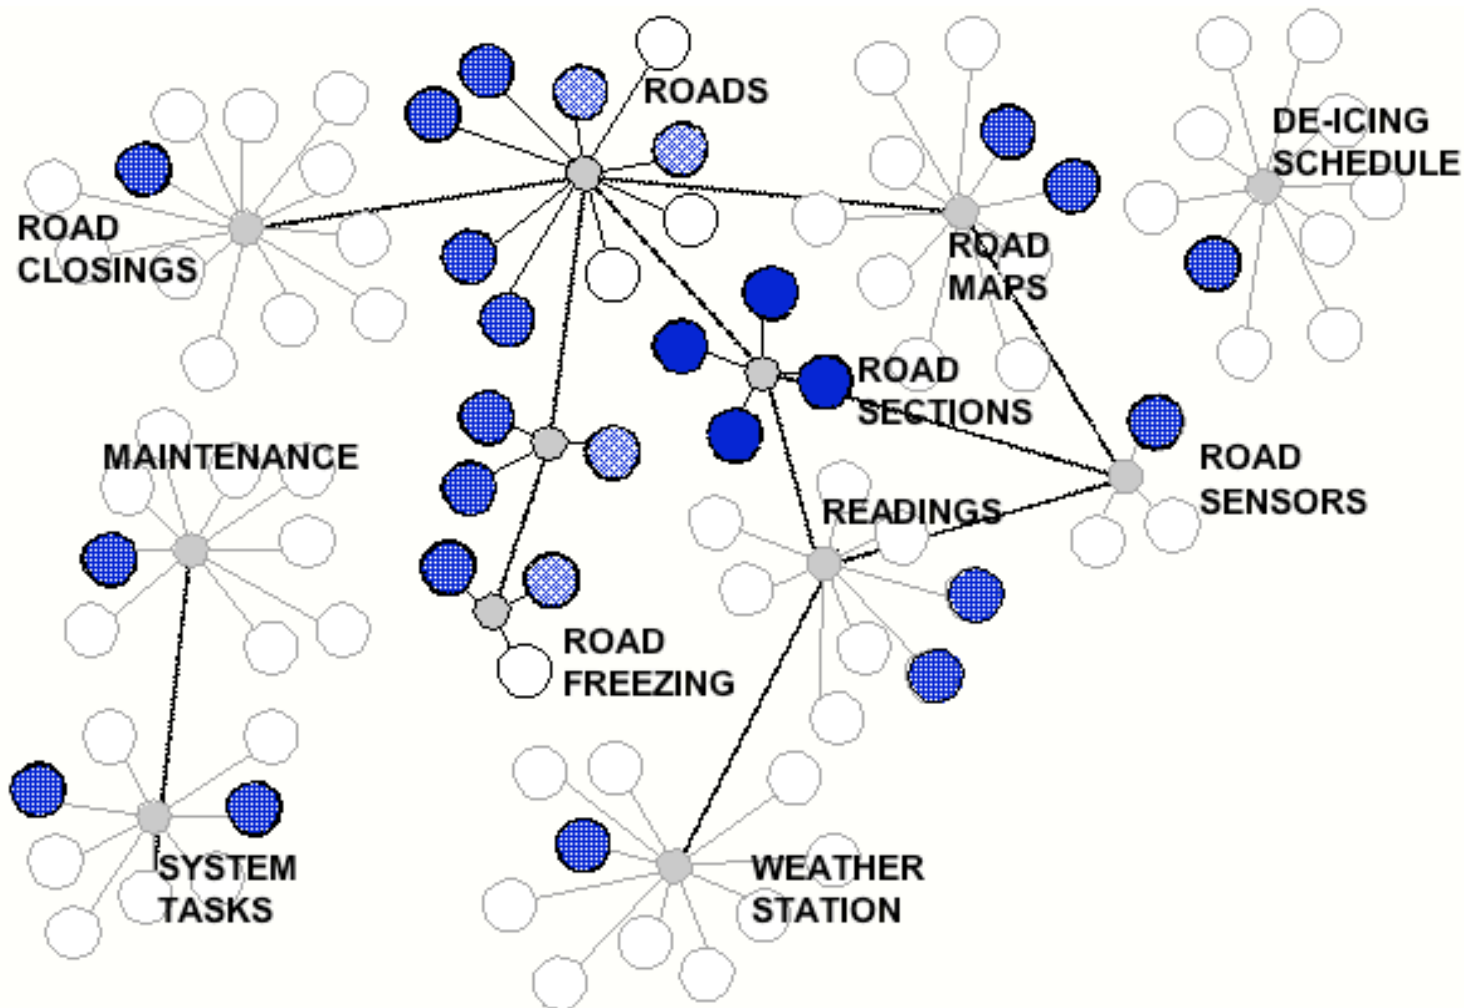 ROADS
DE-ICING
SCHEDULE
ROAD
CLOSINGS
ROAD
MAPS
ROAD
SECTIONS
MAINTENANCE
ROAD
SENSORS
READINGS
ROAD
FREEZING
SYSTEM
TASKS
WEATHER
STATION